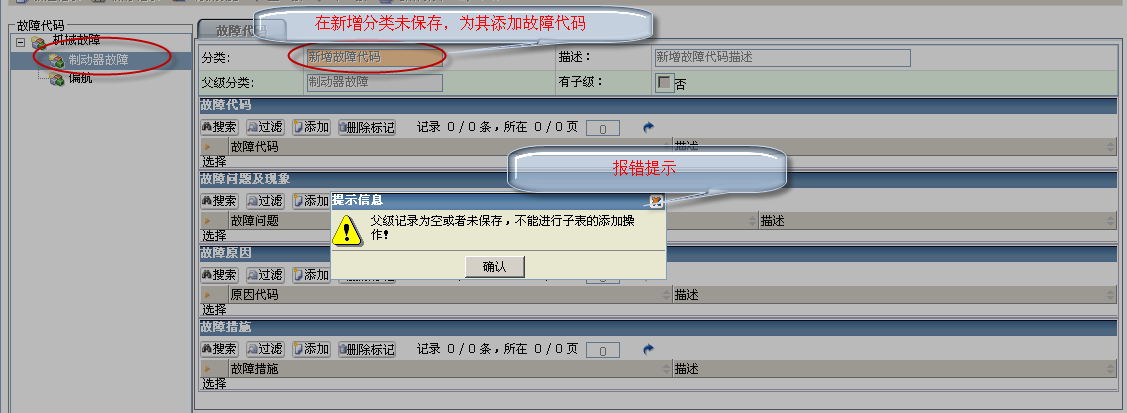 故障代码
机械故障
制动器故障
偏航
故障代码
在新增分类未保存，为其添加故障代码
分类： 新增故障代码 描述： 新增故障代码描述
父级分类： 制动器故障 有子级： 否
故障代码
搜索 过滤 添加 删除标记 记录 0 / 0 条，所在 0 / 0 页 0
故障代码 描述
选择
报错提示
故障问题及现象
搜索 过滤 添加
故障问题 描述
选择
提示信息
父级记录为空或者未保存，不能进行子表的添加操
作！
确认
故障原因
搜索 过滤 添加 0
原因代码 描述
选择
故障措施
搜索 过滤 添加 删除标记 记录 0 / 0 条，所在 0 / 0 页 0
故障措施 描述
选择